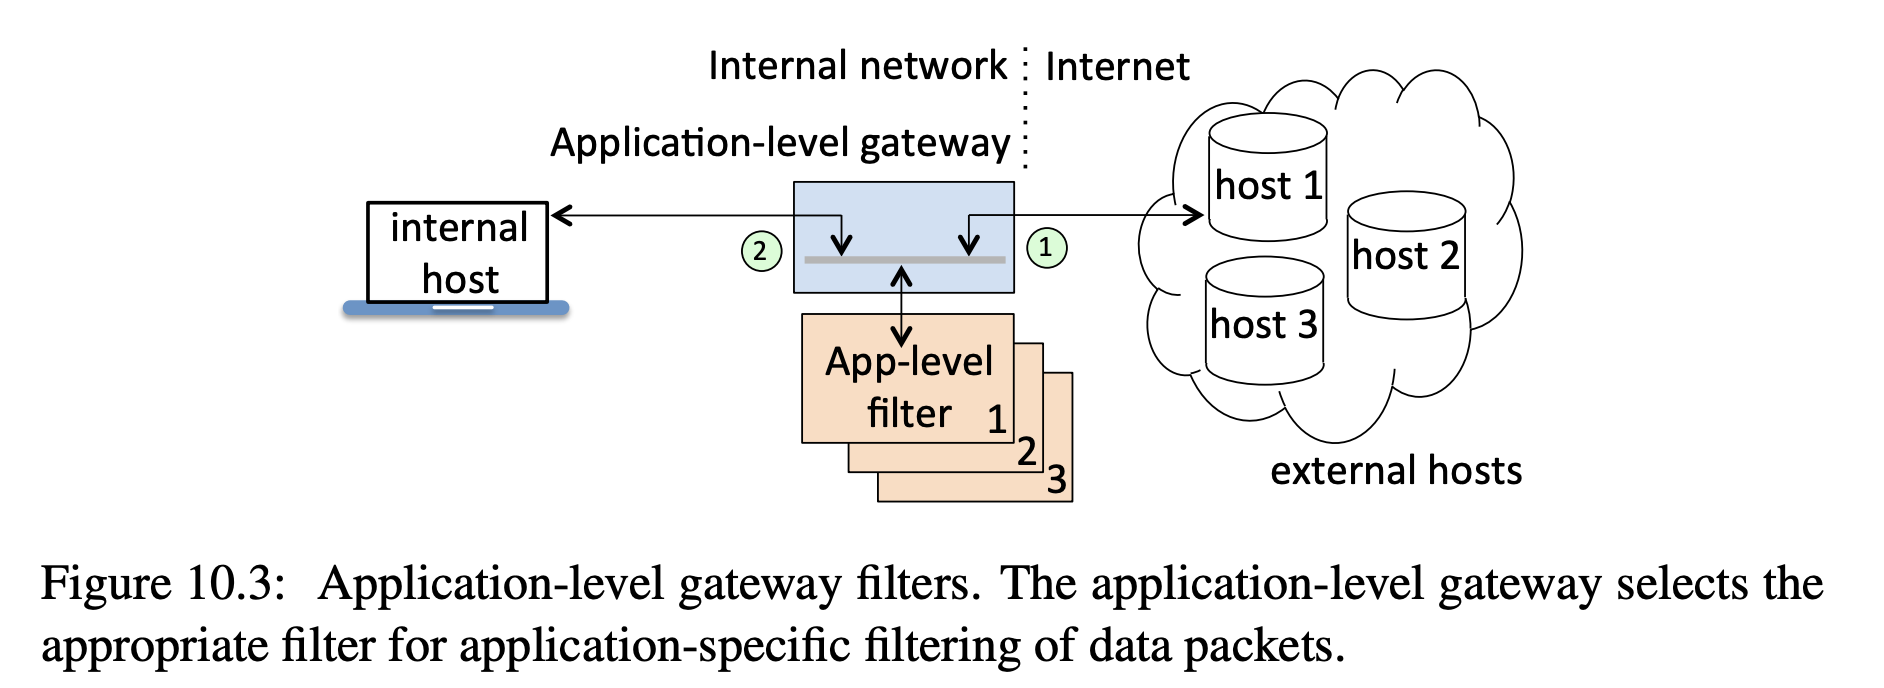 Internal network
Internet
Application-level gateway
internal
host
2
1
host 1
host 2
host 3
App-level
filter 1
2
3
external hosts
Figure 10.3: Application-level gateway filters. The application-level gateway selects the
appropriate filter for application-specific filtering of data packets.